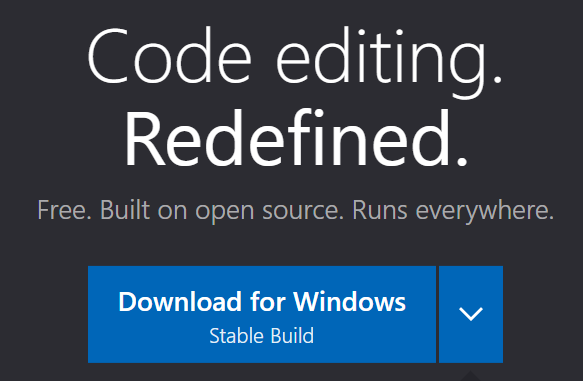 Code editing.
Redefined.
Free. Built on open source. Runs everywhere.
Download for Windows
Stable Build